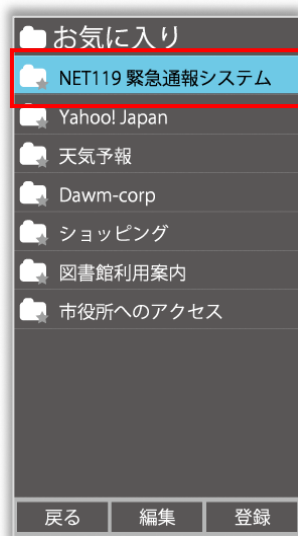 お気に入り
NET119 緊急通報システム
Yahoo! Japan
天気予報
Dawm-corp
ショッピング
図書館利用案内
市役所へのアクセス
戻る 編集 登録